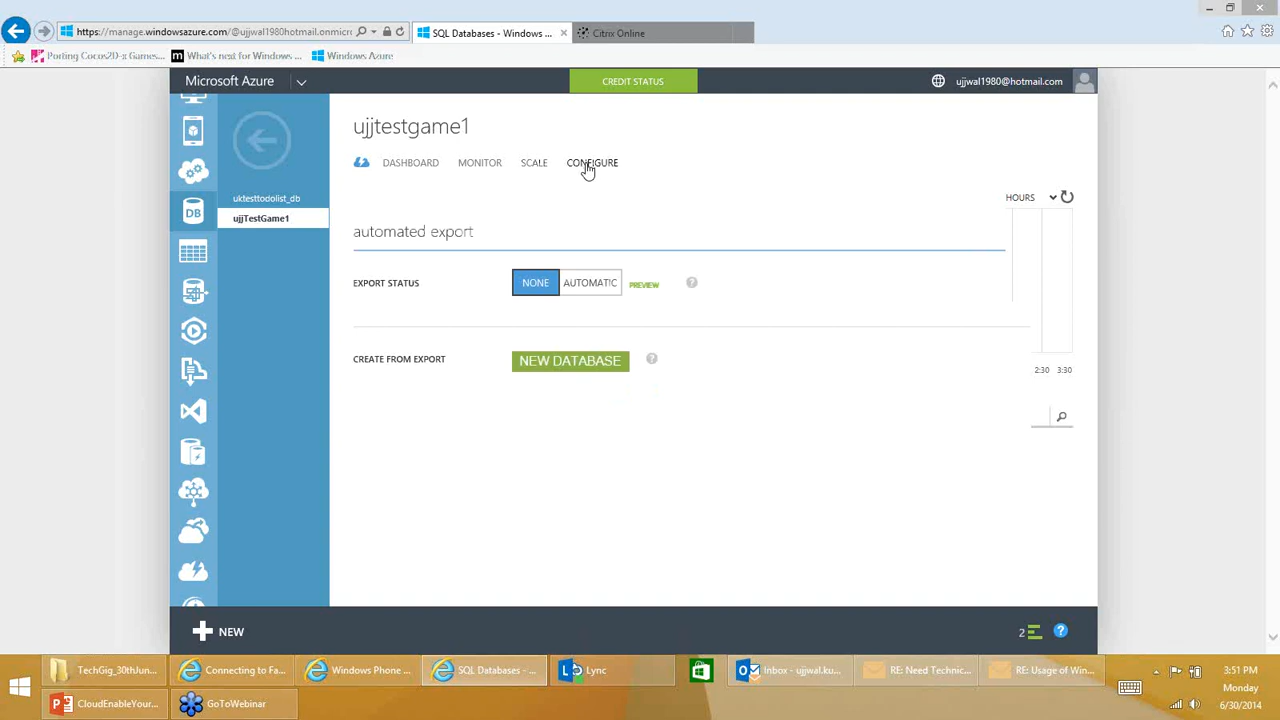 https://manage.windowsazure.com/@ujjwal1980hotmail.onmicro
SQL Databases - Windows ...
Citrix Online
Porting Cocos2D-x Games...
What's next for Windows ...
Windows Azure
Microsoft Azure
CREDIT STATUS
ujjwal1980@hotmail.com
ujjtestgame1
DASHBOARD
MONITOR
SCALE
CONFIGURE
DB
uktesttodolist_db
ujjTestGame1
HOURS
automated export
EXPORT STATUS
NONE
AUTOMATIC
PREVIEW
?
CREATE FROM EXPORT
NEW DATABASE
?
2:30
3:30
NEW
2
?
TechGig_30thJun...
Connecting to Fa...
Windows Phone ...
SQL Databases - ...
Lync
Inbox - ujjwal.ku...
RE: Need Technic...
RE: Usage of Win...
3:51 PM
Monday
6/30/2014
CloudEnableYour...
GoToWebinar